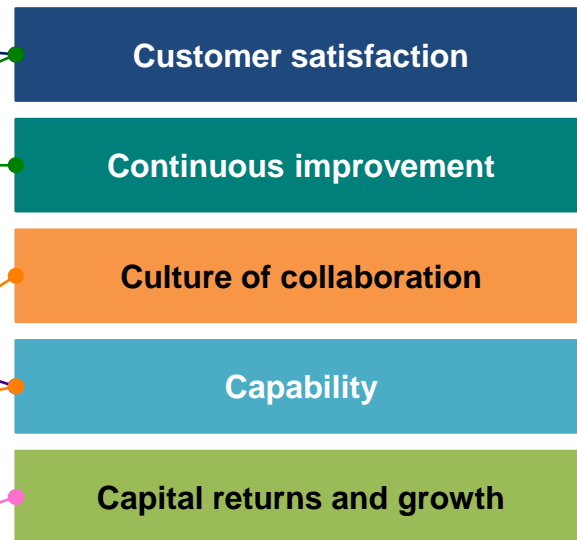 Customer satisfaction
Continuous improvement
Culture of collaboration
Capability
Capital returns and growth